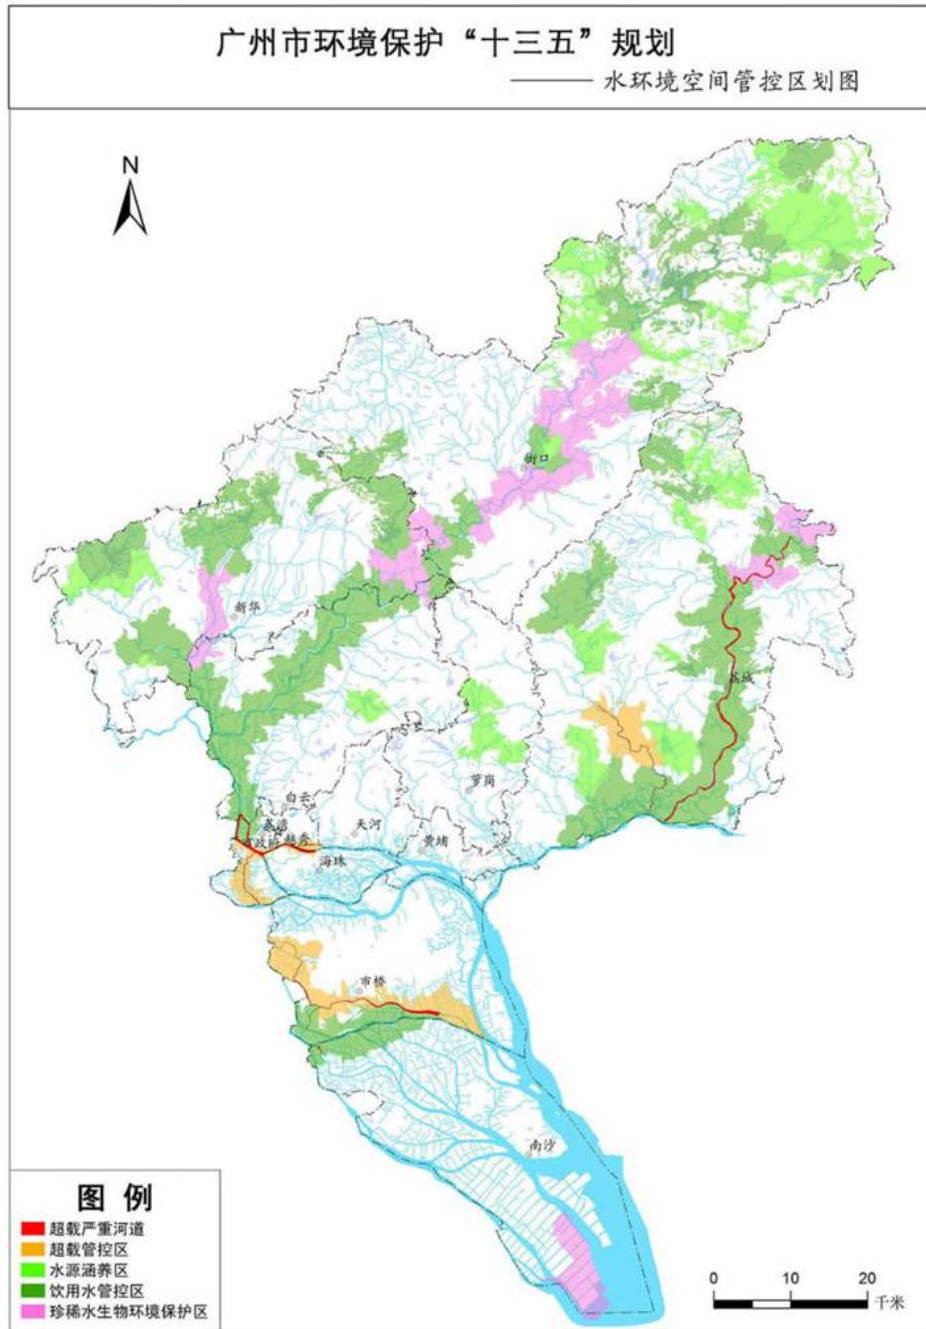 广州市环境保护“十三五”规划
——— 水环境空间管控区划图
N
街口
新华
荔城
萝岗
白云
天河
荔湾
黄埔
市政府 越秀
海珠
市桥
南沙
图例
超载严重河道
超载管控区
水源涵养区
饮用水管控区
珍稀水生物环境保护区
0 10 20
千米